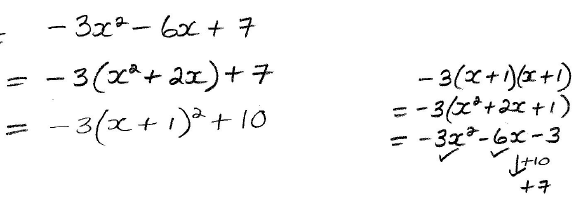 = -3x² - 6x + 7
= -3(x² + 2x) + 7
= -3(x + 1)² + 10
-3(x+1)(x+1)
= -3(x²+2x+1)
= -3x² - 6x - 3
✓ ✓ ↓+10
+7